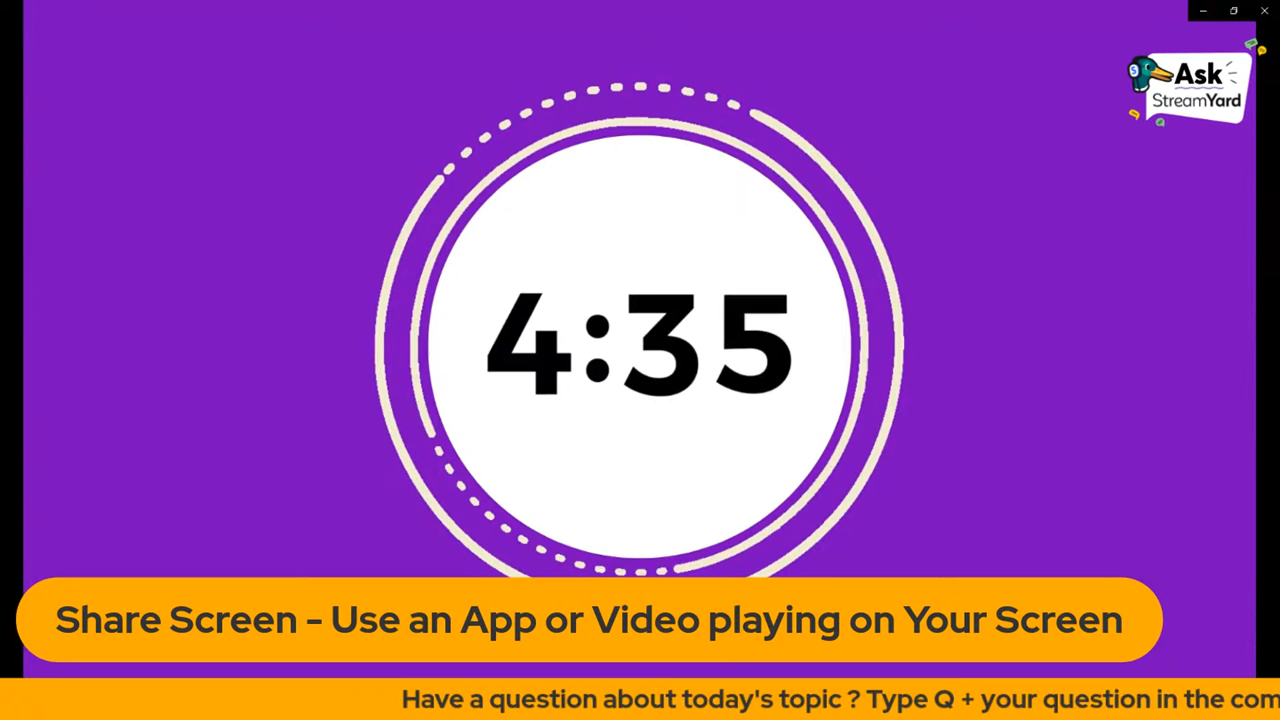 Ask
StreamYard
4:35
Share Screen - Use an App or Video playing on Your Screen
Have a question about today's topic ? Type Q + your question in the com